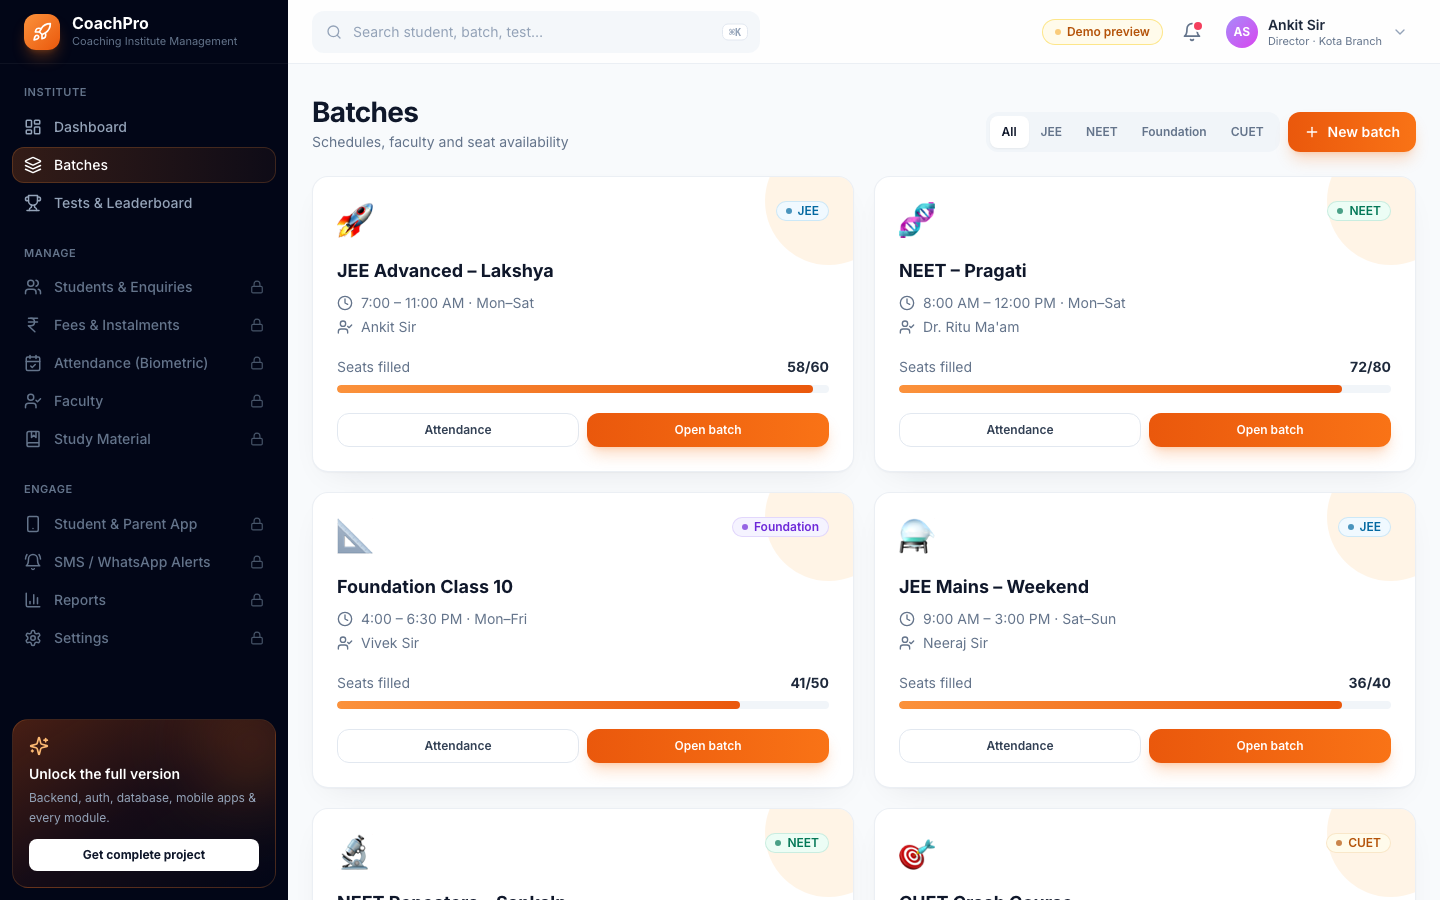 CoachPro
Coaching Institute Management
INSTITUTE
Dashboard
Batches
Tests & Leaderboard
MANAGE
Students & Enquiries
Fees & Instalments
Attendance (Biometric)
Faculty
Study Material
ENGAGE
Student & Parent App
SMS / WhatsApp Alerts
Reports
Settings
Unlock the full version
Backend, auth, database, mobile apps &
every module.
Get complete project
Search student, batch, test...
⌘K
Demo preview
AS
Ankit Sir
Director · Kota Branch
Batches
Schedules, faculty and seat availability
All
JEE
NEET
Foundation
CUET
New batch
JEE
JEE Advanced – Lakshya
7:00 – 11:00 AM · Mon–Sat
Ankit Sir
Seats filled
58/60
Attendance
Open batch
NEET
NEET – Pragati
8:00 AM – 12:00 PM · Mon–Sat
Dr. Ritu Ma'am
Seats filled
72/80
Attendance
Open batch
Foundation
Foundation Class 10
4:00 – 6:30 PM · Mon–Fri
Vivek Sir
Seats filled
41/50
Attendance
Open batch
JEE
JEE Mains – Weekend
9:00 AM – 3:00 PM · Sat–Sun
Neeraj Sir
Seats filled
36/40
Attendance
Open batch
NEET
CUET